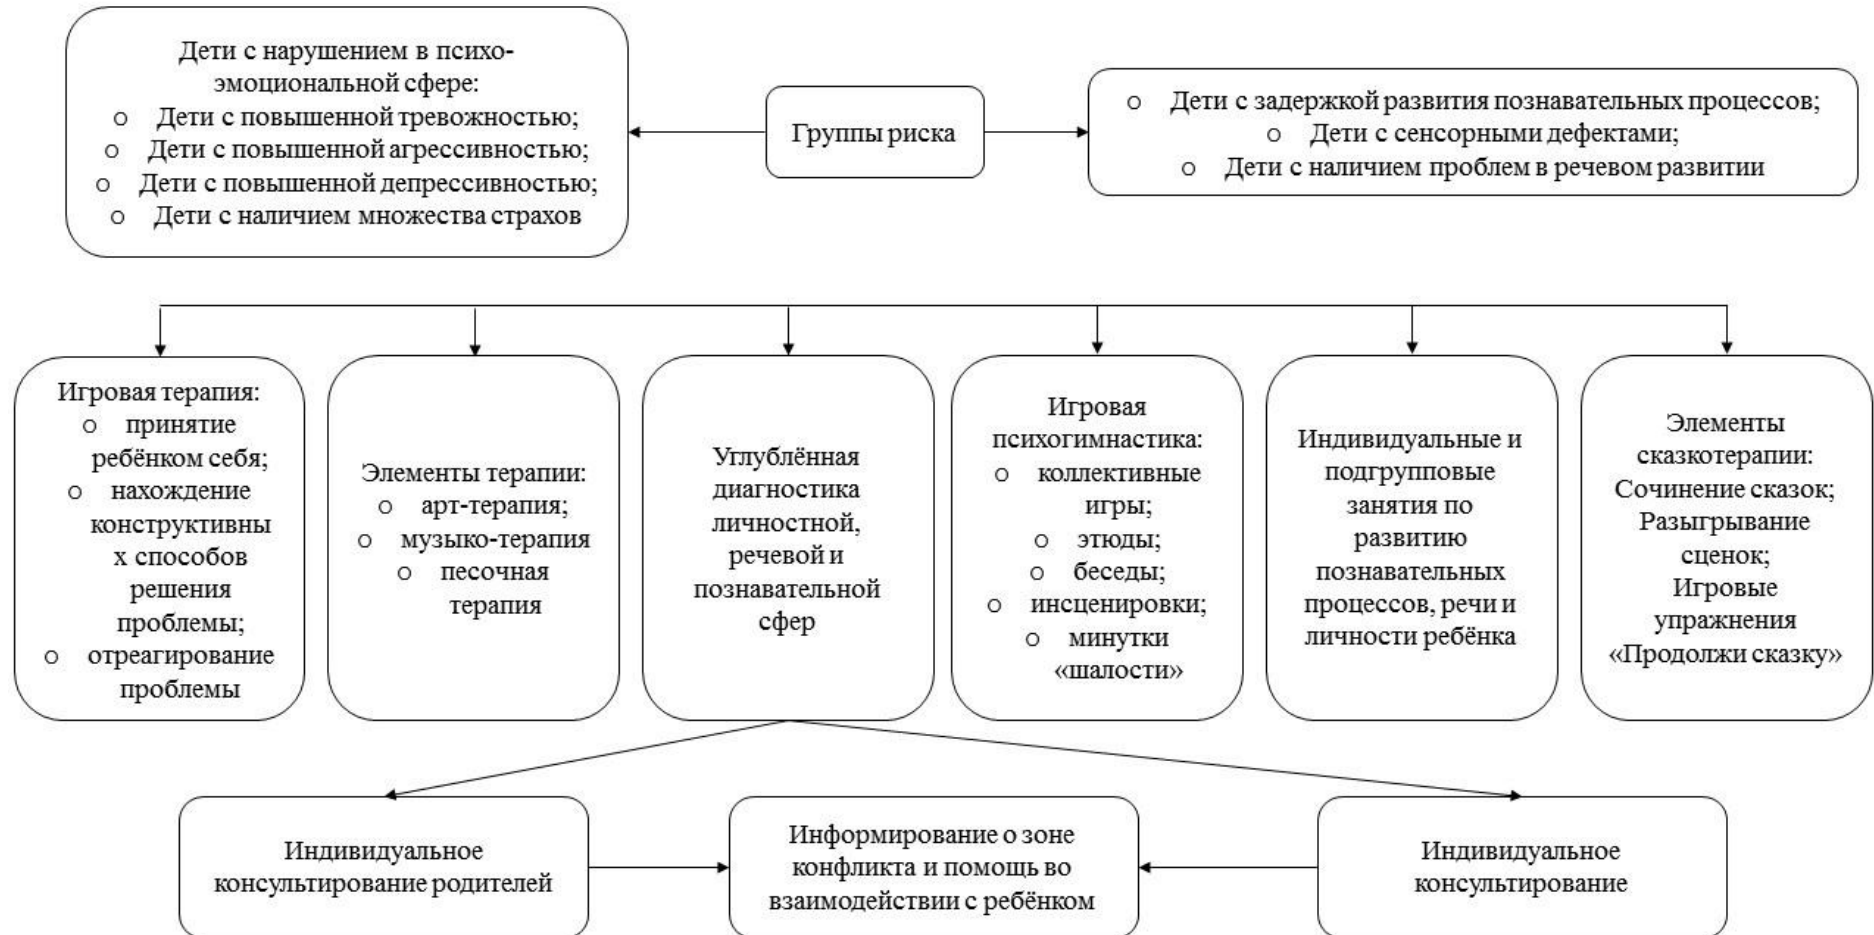 Дети с нарушением в психо-
эмоциональной сфере:
o Дети с повышенной тревожностью;
o Дети с повышенной агрессивностью;
o Дети с повышенной депрессивностью;
o Дети с наличием множества страхов
Группы риска
o Дети с задержкой развития познавательных процессов;
o Дети с сенсорными дефектами;
o Дети с наличием проблем в речевом развитии
Игровая терапия:
o принятие
ребёнком себя;
o нахождение
конструктивны
х способов
решения
проблемы;
o отреагирование
проблемы
Элементы терапии:
o арт-терапия;
o музыко-терапия
o песочная
терапия
Углублённая
диагностика
личностной,
речевой и
познавательной
сфер
Игровая
психогимнастика:
o коллективные
игры;
o этюды;
o беседы;
o инсценировки;
o минутки
«шалости»
Индивидуальные и
подгрупповые
занятия по
развитию
познавательных
процессов, речи и
личности ребёнка
Элементы
сказкотерапии:
Сочинение сказок;
Разыгрывание
сценок;
Игровые
упражнения
«Продолжи сказку»
Индивидуальное
консультирование родителей
Информирование о зоне
конфликта и помощь во
взаимодействии с ребёнком
Индивидуальное
консультирование